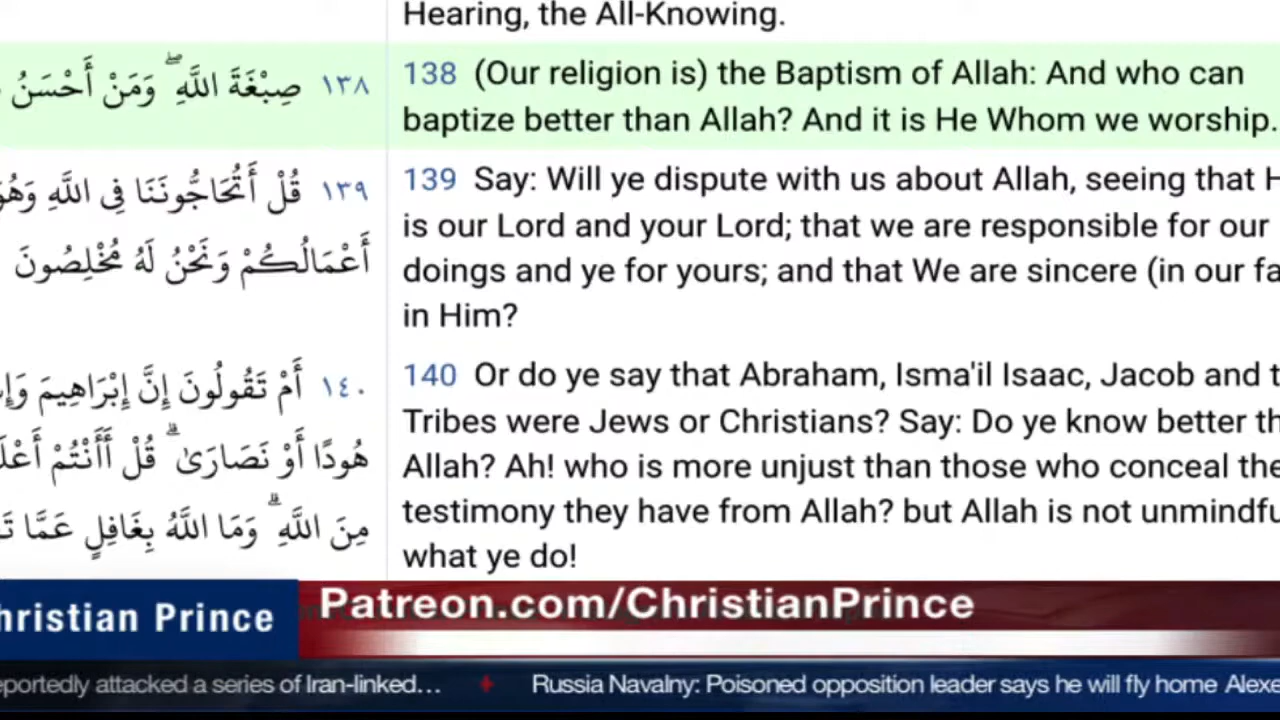 Hearing, the All-Knowing.
١٣٨ صِبْغَةَ اللَّهِ ۖ وَمَنْ أَحْسَنُ
138 (Our religion is) the Baptism of Allah: And who can
baptize better than Allah? And it is He Whom we worship.
١٣٩ قُلْ أَتُحَاجُّونَنَا فِي اللَّهِ وَهُوَ
أَعْمَالُكُمْ وَنَحْنُ لَهُ مُخْلِصُونَ
139 Say: Will ye dispute with us about Allah, seeing that H
is our Lord and your Lord; that we are responsible for our
doings and ye for yours; and that We are sincere (in our fa
in Him?
١٤٠ أَمْ تَقُولُونَ إِنَّ إِبْرَاهِيمَ وَإِ
هُودًا أَوْ نَصَارَىٰ ۗ قُلْ أَأَنْتُمْ أَعْلَ
مِنَ اللَّهِ ۗ وَمَا اللَّهُ بِغَافِلٍ عَمَّا تَ
140 Or do ye say that Abraham, Isma'il Isaac, Jacob and t
Tribes were Jews or Christians? Say: Do ye know better th
Allah? Ah! who is more unjust than those who conceal the
testimony they have from Allah? but Allah is not unmindfu
what ye do!
hristian Prince
Patreon.com/ChristianPrince
eportedly attacked a series of Iran-linked... Russia Navalny: Poisoned opposition leader says he will fly home Alexe